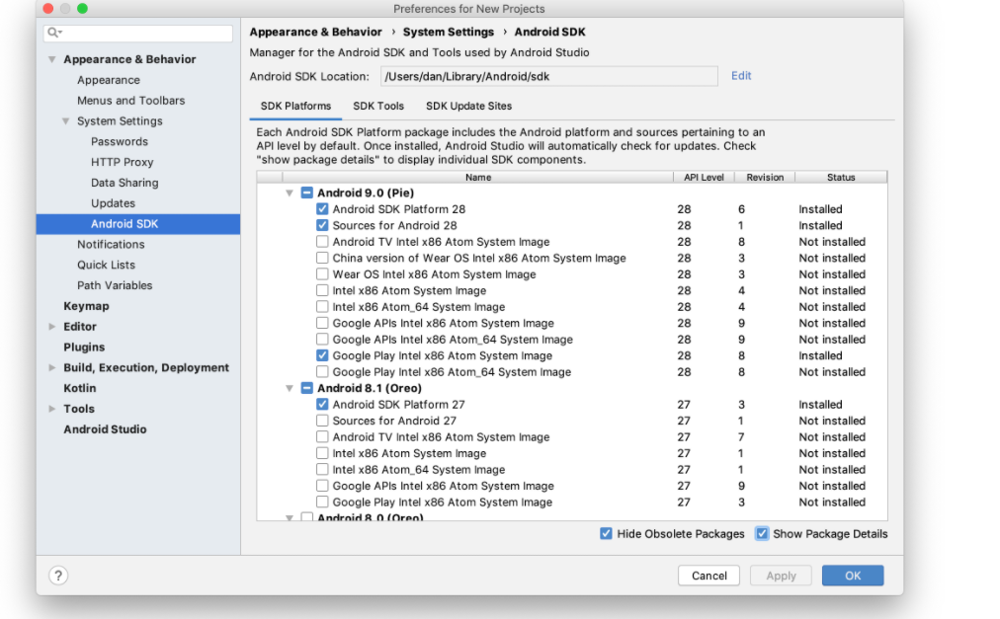 Preferences for New Projects
Appearance & Behavior
Appearance
Menus and Toolbars
System Settings
Passwords
HTTP Proxy
Data Sharing
Updates
Android SDK
Notifications
Quick Lists
Path Variables
Keymap
Editor
Plugins
Build, Execution, Deployment
Kotlin
Tools
Android Studio
Appearance & Behavior › System Settings › Android SDK
Manager for the Android SDK and Tools used by Android Studio
Android SDK Location: /Users/dan/Library/Android/sdk Edit
SDK Platforms SDK Tools SDK Update Sites
Each Android SDK Platform package includes the Android platform and sources pertaining to an
API level by default. Once installed, Android Studio will automatically check for updates. Check
"show package details" to display individual SDK components.
Name API Level Revision Status
Android 9.0 (Pie)
Android SDK Platform 28 28 6 Installed
Sources for Android 28 28 1 Installed
Android TV Intel x86 Atom System Image 28 8 Not installed
China version of Wear OS Intel x86 Atom System Image 28 3 Not installed
Wear OS Intel x86 Atom System Image 28 3 Not installed
Intel x86 Atom System Image 28 4 Not installed
Intel x86 Atom_64 System Image 28 4 Not installed
Google APIs Intel x86 Atom System Image 28 9 Not installed
Google APIs Intel x86 Atom_64 System Image 28 9 Not installed
Google Play Intel x86 Atom System Image 28 8 Installed
Google Play Intel x86 Atom_64 System Image 28 8 Not installed
Android 8.1 (Oreo)
Android SDK Platform 27 27 3 Installed
Sources for Android 27 27 1 Not installed
Android TV Intel x86 Atom System Image 27 7 Not installed
Intel x86 Atom System Image 27 1 Not installed
Intel x86 Atom_64 System Image 27 1 Not installed
Google APIs Intel x86 Atom System Image 27 9 Not installed
Google Play Intel x86 Atom System Image 27 3 Not installed
Android 8.0 (Oreo)
Hide Obsolete Packages Show Package Details
? Cancel Apply OK